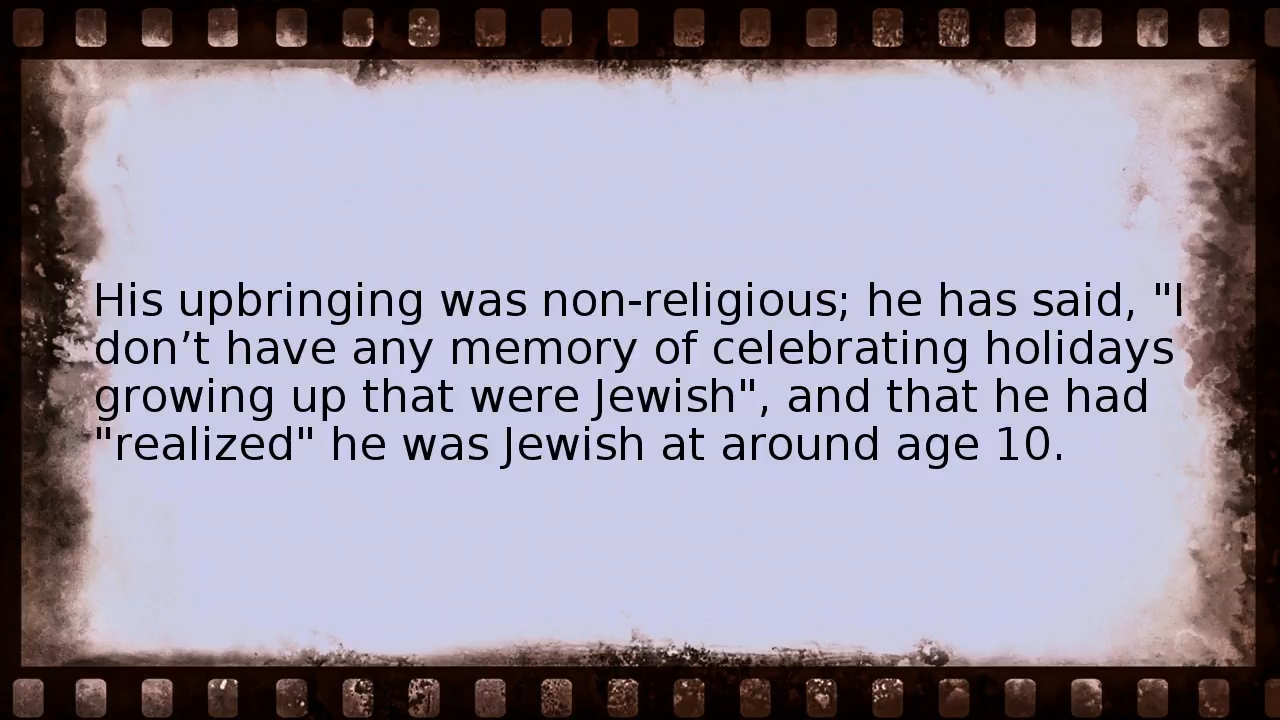 His upbringing was non-religious; he has said, "I
don’t have any memory of celebrating holidays
growing up that were Jewish", and that he had
"realized" he was Jewish at around age 10.